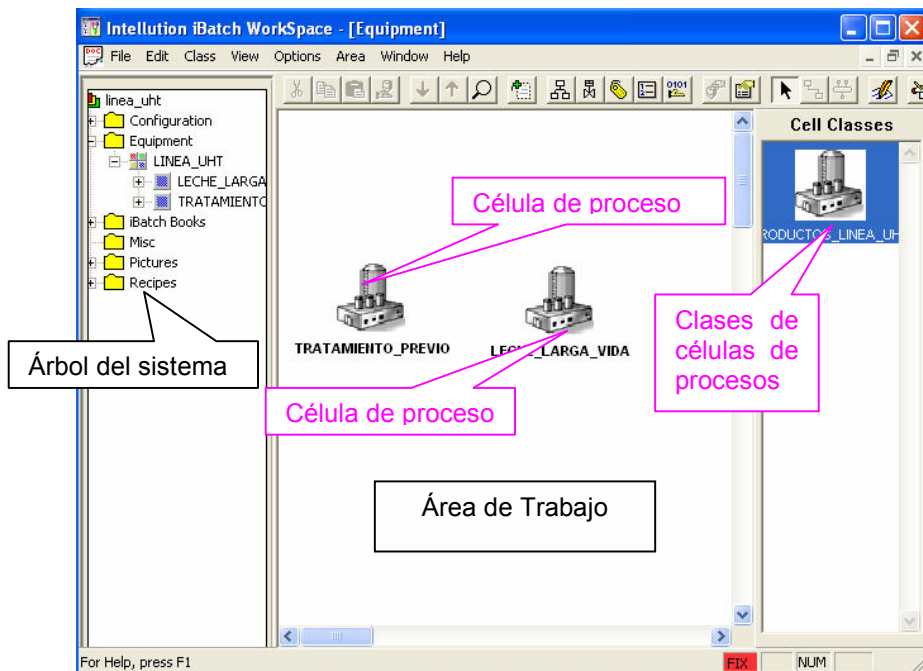 Intellution iBatch WorkSpace - [Equipment]
File Edit Class View Options Area Window Help
linea_uht
Configuration
Equipment
LINEA_UHT
LECHE_LARGA
TRATAMIENTO
iBatch Books
Misc
Pictures
Recipes
Árbol del sistema
Célula de proceso
TRATAMIENTO_PREVIO
LECHE_LARGA_VIDA
Célula de proceso
Área de Trabajo
Cell Classes
RODUCTOS_LINEA_UH
Clases de
células de
procesos
For Help, press F1
FIX
NUM